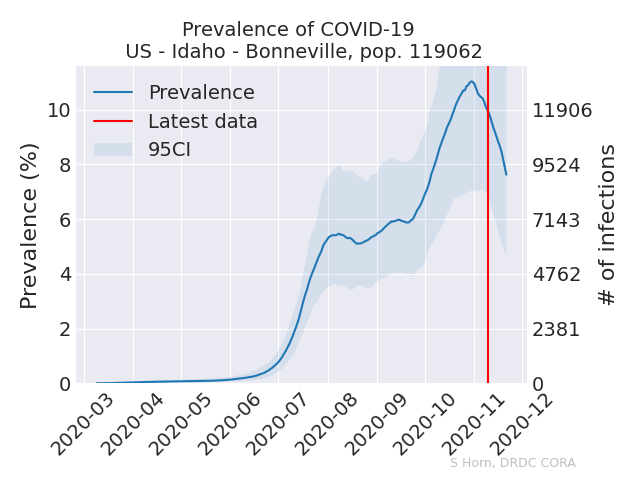 Prevalence of COVID-19
US - Idaho - Bonneville, pop. 119062
Prevalence
Latest data
95CI
Prevalence (%)
10
8
6
4
2
0
11906
9524
7143
4762
2381
0
# of infections
2020-03
2020-04
2020-05
2020-06
2020-07
2020-08
2020-09
2020-10
2020-11
2020-12
S Horn, DRDC CORA